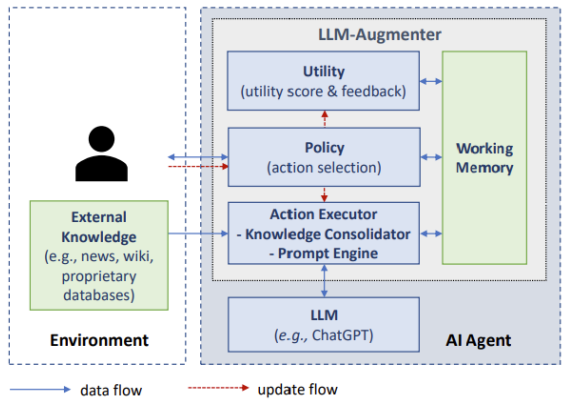 LLM-Augmenter
Utility
(utility score & feedback)
Policy
(action selection)
Working
Memory
External
Knowledge
(e.g., news, wiki,
proprietary
databases)
Action Executor
- Knowledge Consolidator
- Prompt Engine
LLM
(e.g., ChatGPT)
Environment
AI Agent
data flow
update flow